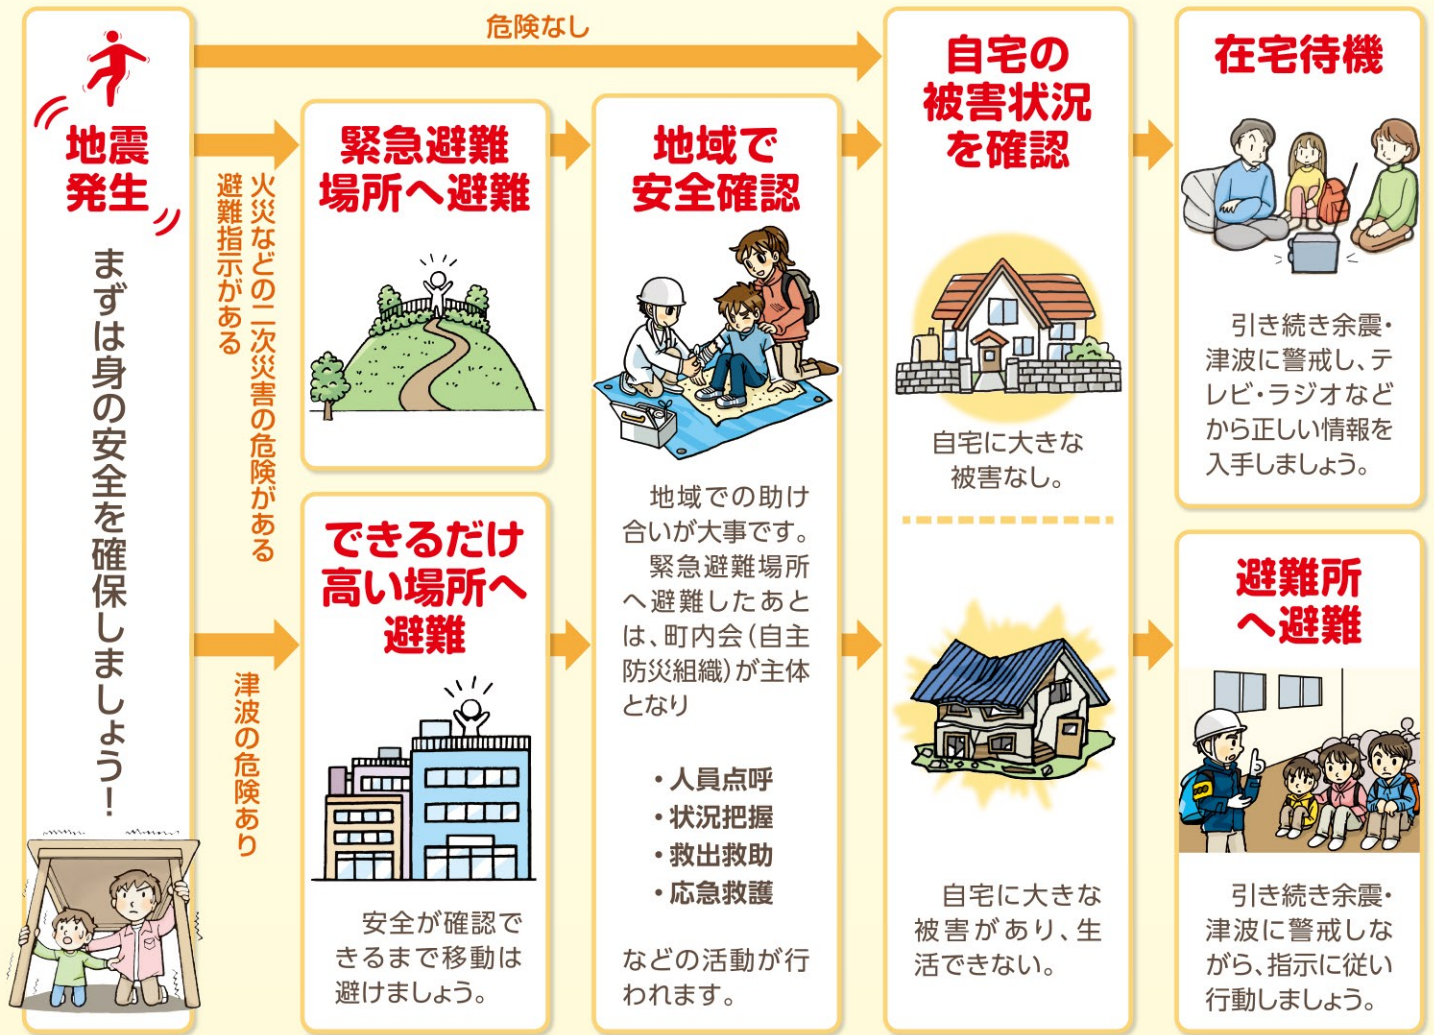 地震
発生
まずは身の安全を確保しましょう!
危険なし
火災などの二次災害の危険がある
避難指示がある
津波の危険あり
緊急避難
場所へ避難
できるだけ
高い場所へ
避難
安全が確認で
きるまで移動は
避けましょう。
地域で
安全確認
地域での助け
合いが大事です。
緊急避難場所
へ避難したあと
は、町内会(自主
防災組織)が主体
となり
・人員点呼
・状況把握
・救出救助
・応急救護
などの活動が行
われます。
自宅の
被害状況
を確認
自宅に大きな
被害なし。
自宅に大きな
被害があり、生
活できない。
在宅待機
引き続き余震・
津波に警戒し、テ
レビ・ラジオなど
から正しい情報を
入手しましょう。
避難所
へ避難
引き続き余震・
津波に警戒しな
がら、指示に従い
行動しましょう。